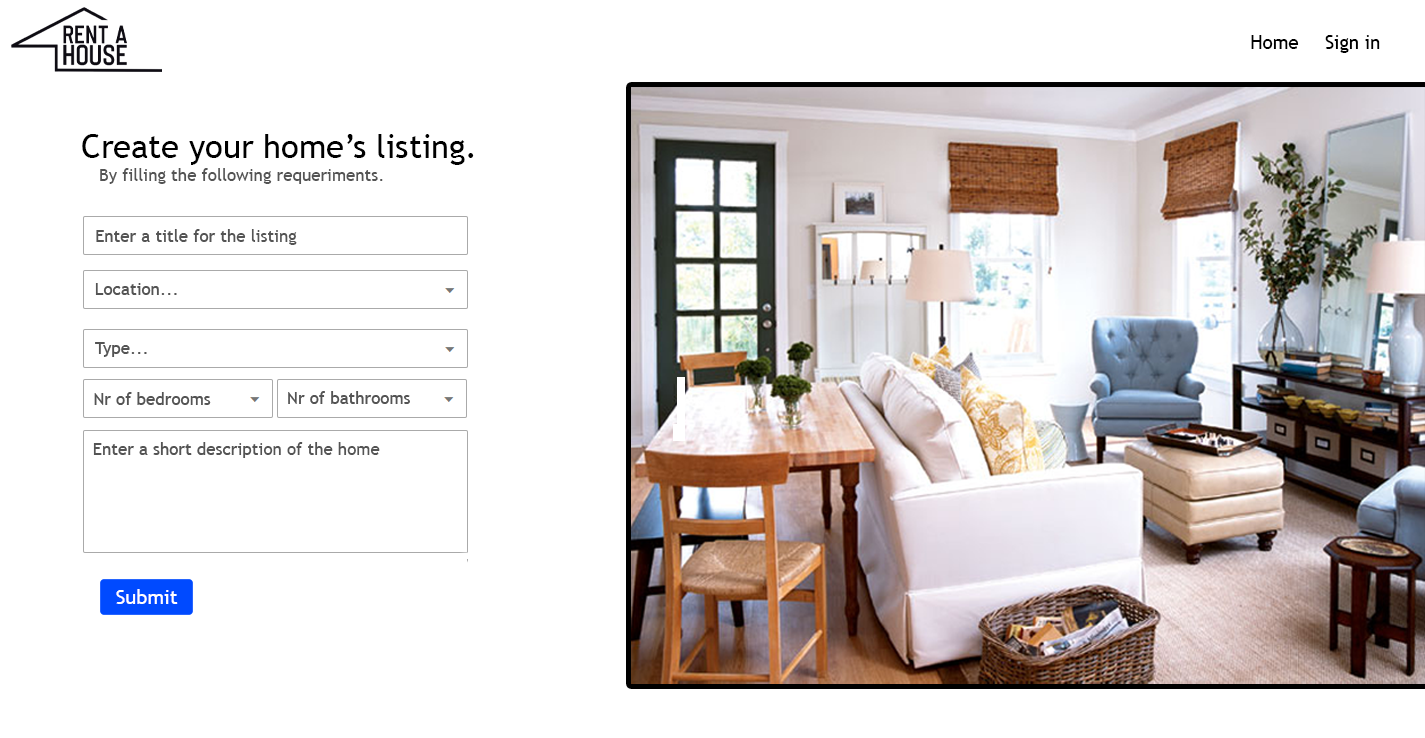 RENT A
HOUSE
Home
Sign in
Create your home’s listing.
By filling the following requeriments.
Enter a title for the listing
Location...
Type...
Nr of bedrooms
Nr of bathrooms
Enter a short description of the home
Submit